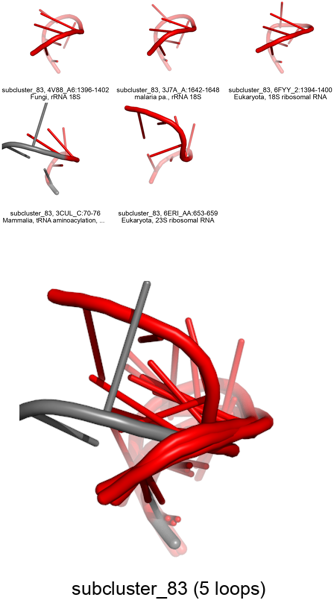 subcluster_83, 4V88_A6:1396-1402
Fungi, rRNA 18S
subcluster_83, 3J7A_A:1642-1648
malaria pa., rRNA 18S
subcluster_83, 6FYY_2:1394-1400
Eukaryota, 18S ribosomal RNA
subcluster_83, 3CUL_C:70-76
Mammalia, tRNA aminoacylation, ...
subcluster_83, 6ERI_AA:653-659
Eukaryota, 23S ribosomal RNA
subcluster_83 (5 loops)